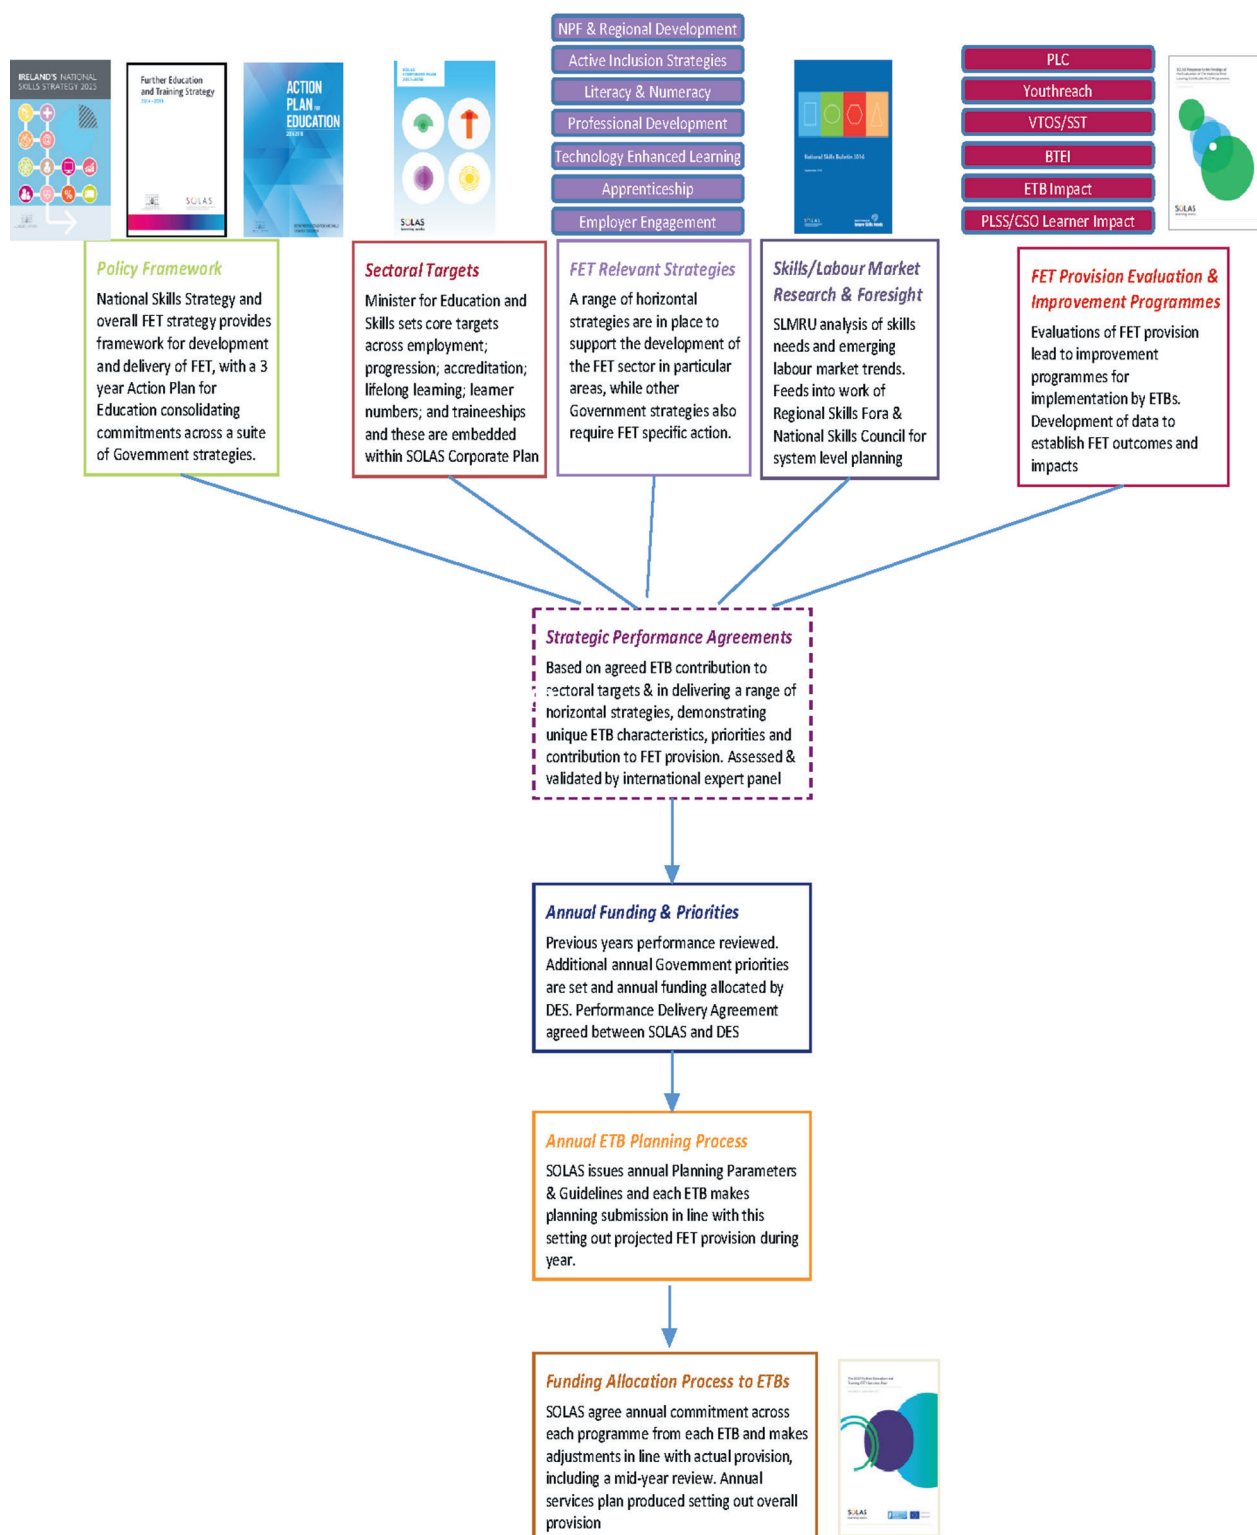 NPF & Regional Development
Active Inclusion Strategies
Literacy & Numeracy
Professional Development
Technology Enhanced Learning
Apprenticeship
Employer Engagement
PLC
Youthreach
VTOS/SST
BTEI
ETB Impact
PLSS/CSO Learner Impact
IRELAND'S NATIONAL
SKILLS STRATEGY 2025
Further Education
and Training Strategy
2014-2019
SOLAS
ACTION
PLAN FOR
EDUCATION
SOLAS
CORPORATE PLAN
SOLAS
learning works
National Skills Bulletin 2016
SOLAS
SOLAS
Policy Framework
National Skills Strategy and
overall FET strategy provides
framework for development
and delivery of FET, with a 3
year Action Plan for
Education consolidating
commitments across a suite
of Government strategies.
Sectoral Targets
Minister for Education and
Skills sets core targets
across employment;
progression; accreditation;
lifelong learning; learner
numbers; and traineeships
and these are embedded
within SOLAS Corporate Plan
FET Relevant Strategies
A range of horizontal
strategies are in place to
support the development of
the FET sector in particular
areas, while other
Government strategies also
require FET specific action.
Skills/Labour Market
Research & Foresight
SLMRU analysis of skills
needs and emerging
labour market trends.
Feeds into work of
Regional Skills Fora &
National Skills Council for
system level planning
FET Provision Evaluation &
Improvement Programmes
Evaluations of FET provision
lead to improvement
programmes for
implementation by ETBs.
Development of data to
establish FET outcomes and
impacts
Strategic Performance Agreements
Based on agreed ETB contribution to
sectoral targets & in delivering a range of
horizontal strategies, demonstrating
unique ETB characteristics, priorities and
contribution to FET provision. Assessed &
validated by international expert panel
Annual Funding & Priorities
Previous years performance reviewed.
Additional annual Government priorities
are set and annual funding allocated by
DES. Performance Delivery Agreement
agreed between SOLAS and DES
Annual ETB Planning Process
SOLAS issues annual Planning Parameters
& Guidelines and each ETB makes
planning submission in line with this
setting out projected FET provision during
year.
Funding Allocation Process to ETBs
SOLAS agree annual commitment across
each programme from each ETB and makes
adjustments in line with actual provision,
including a mid-year review. Annual
services plan produced setting out overall
provision
SOLAS